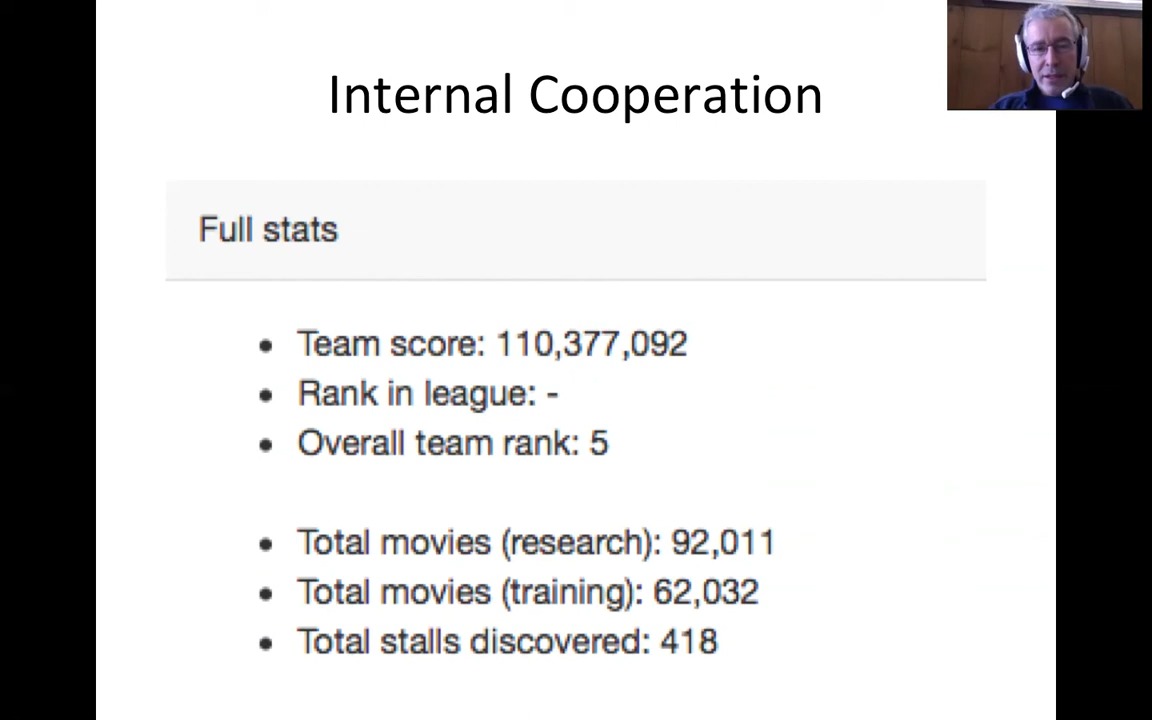 Internal Cooperation
Full stats
• Team score: 110,377,092
• Rank in league: -
• Overall team rank: 5
• Total movies (research): 92,011
• Total movies (training): 62,032
• Total stalls discovered: 418